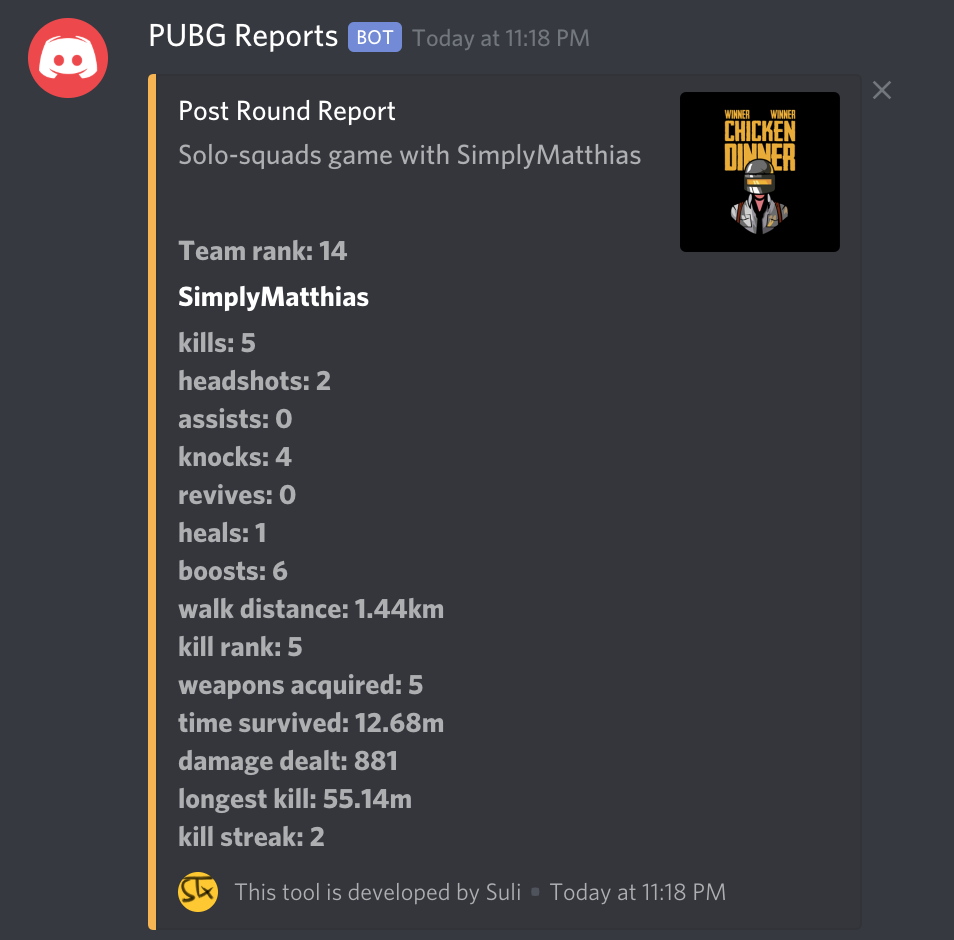 PUBG Reports BOT Today at 11:18 PM
Post Round Report
Solo-squads game with SimplyMatthias
WINNER WINNER
CHICKEN
DINNER
Team rank: 14
SimplyMatthias
kills: 5
headshots: 2
assists: 0
knocks: 4
revives: 0
heals: 1
boosts: 6
walk distance: 1.44km
kill rank: 5
weapons acquired: 5
time survived: 12.68m
damage dealt: 881
longest kill: 55.14m
kill streak: 2
This tool is developed by Suli • Today at 11:18 PM